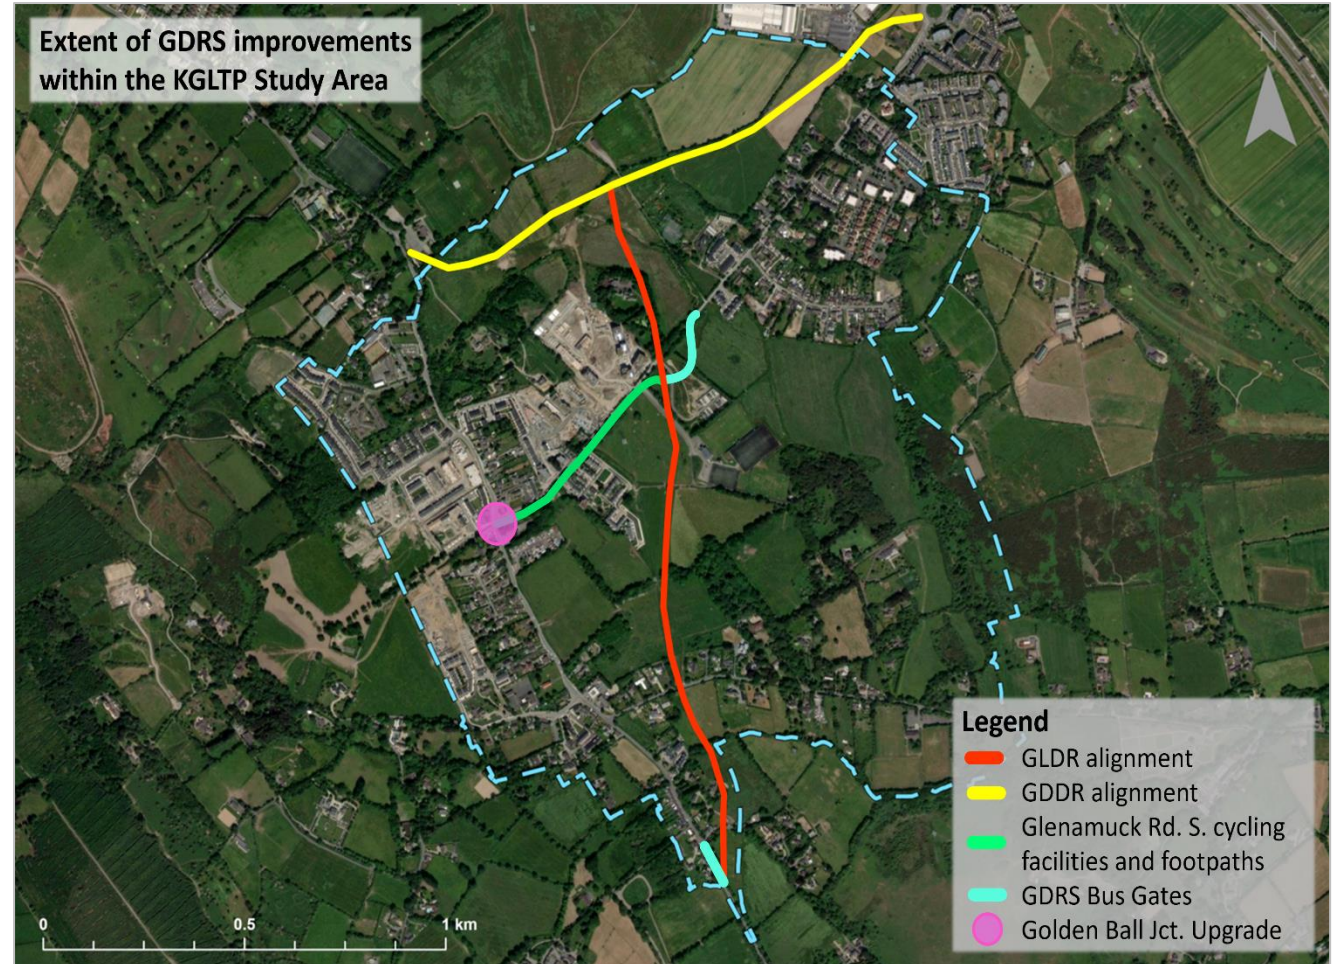 Extent of GDRS improvements
within the KGLTP Study Area
Legend
GLDR alignment
GDDR alignment
Glenamuck Rd. S. cycling
facilities and footpaths
GDRS Bus Gates
Golden Ball Jct. Upgrade
0 0.5 1 km